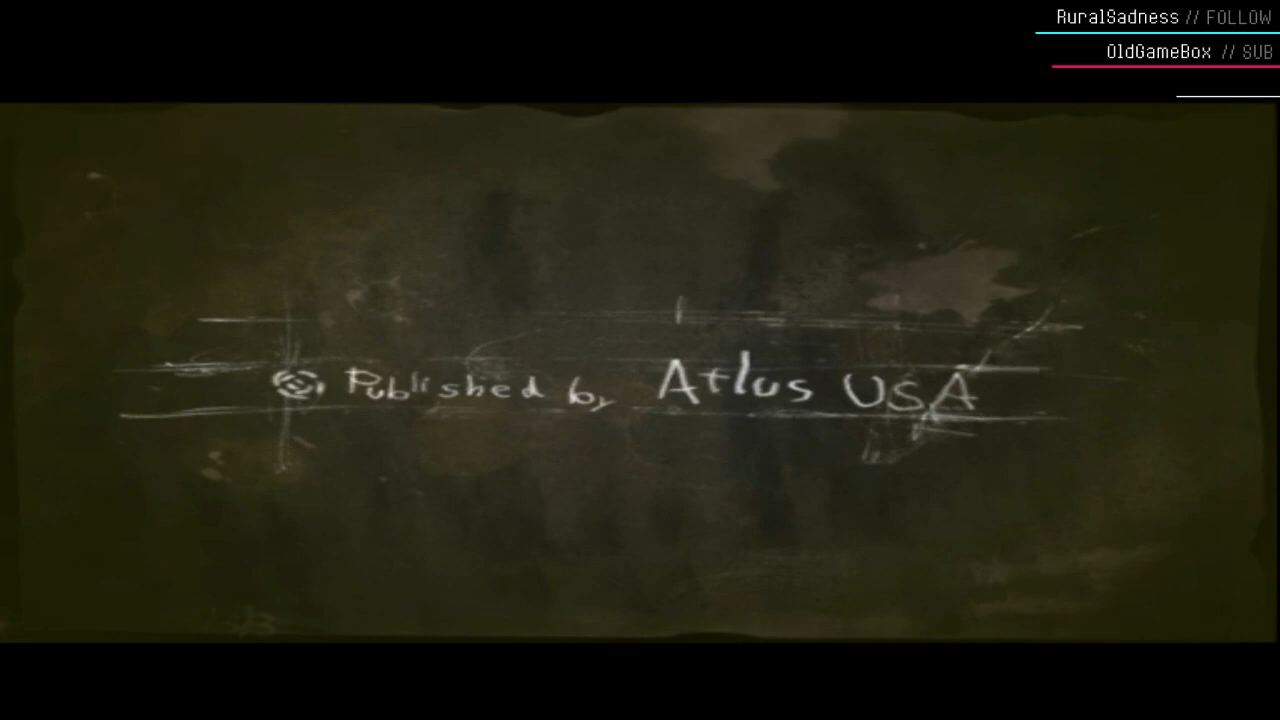 RuralSadness // FOLLOW
OldGameBox // SUB
Published by Atlus USA